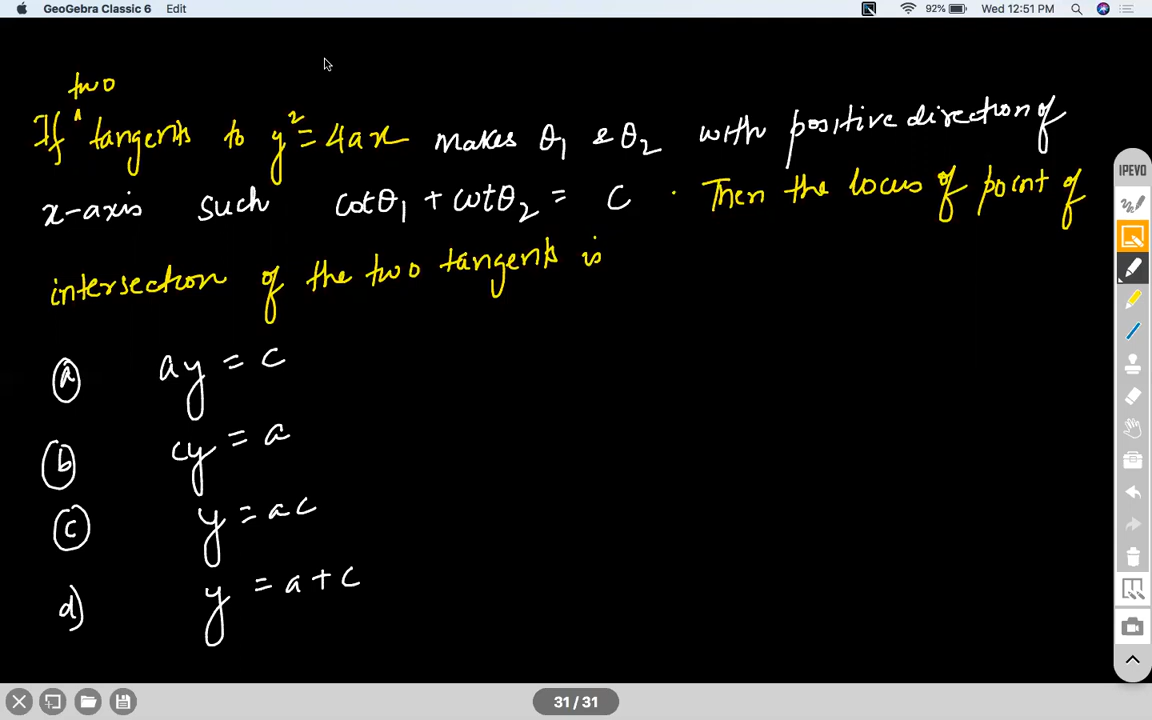 GeoGebra Classic 6 Edit 92% Wed 12:51 PM
two
If ^ tangents to y² = 4ax makes θ₁ & θ₂ with positive direction of
x-axis such cotθ₁ + cotθ₂ = c . Then the locus of point of
intersection of the two tangents is
ⓐ ay = c
ⓑ cy = a
ⓒ y = ac
d) y = a + c
IPEVO
31 / 31